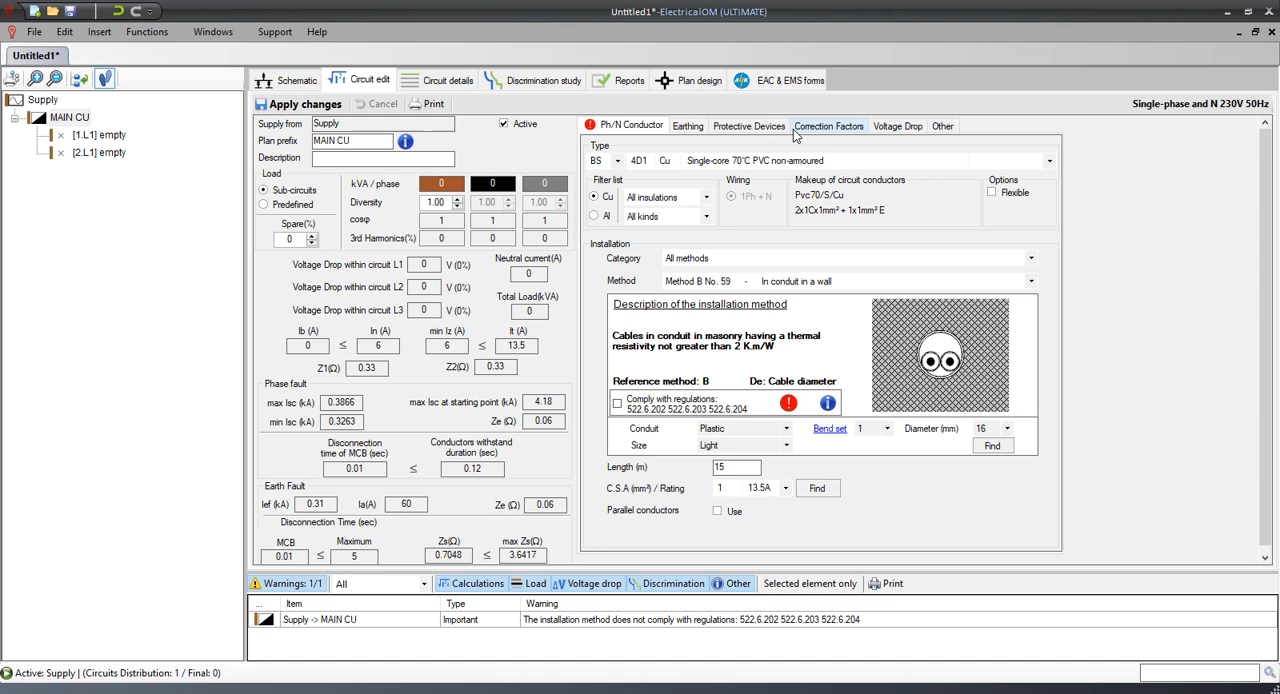 Untitled1*-ElectricalOM (ULTIMATE)
File Edit Insert Functions Windows Support Help
Untitled1*
Schematic Circuit edit Circuit details Discrimination study Reports Plan design EAC & EMS forms
Supply
MAIN CU
[1.L1] empty
[2.L1] empty
Apply changes Cancel Print Single-phase and N 230V 50Hz
Supply from Supply Active
Plan prefix MAIN CU
Description
Load
Sub-circuits
Predefined
Spare(%)
0
kVA / phase 0 0 0
Diversity 1.00 1.00 1.00
cosφ 1 1 1
3rd Harmonics(%) 0 0 0
Voltage Drop within circuit L1 0 V (0%)
Voltage Drop within circuit L2 0 V (0%)
Voltage Drop within circuit L3 0 V (0%)
Neutral current(A)
0
Total Load(kVA)
0
Ib (A) In (A) min Iz (A) It (A)
0 ≤ 6 6 ≤ 13.5
Z1(Ω) 0.33 Z2(Ω) 0.33
Phase fault
max Isc (kA) 0.3866 max Isc at starting point (kA) 4.18
min Isc (kA) 0.3263 Ze (Ω) 0.06
Disconnection time of MCB (sec) Conductors withstand duration (sec)
0.01 ≤ 0.12
Earth Fault
Ief (kA) 0.31 Ia(A) 60 Ze (Ω) 0.06
Disconnection Time (sec)
MCB Maximum Zs(Ω) max Zs(Ω)
0.01 ≤ 5 0.7048 ≤ 3.6417
Ph/N Conductor Earthing Protective Devices Correction Factors Voltage Drop Other
Type
BS 4D1 Cu Single-core 70°C PVC non-armoured
Filter list Wiring Makeup of circuit conductors Options
Cu All insulations 1Ph + N Pvc70/S/Cu Flexible
Al All kinds 2x1Cx1mm² + 1x1mm² E
Installation
Category All methods
Method Method B No. 59 - In conduit in a wall
Description of the installation method
Cables in conduit in masonry having a thermal
resistivity not greater than 2 K.m/W
Reference method: B De: Cable diameter
Comply with regulations:
522.6.202 522.6.203 522.6.204
Conduit Plastic Bend set 1 Diameter (mm) 16
Size Light Find
Length (m) 15
C.S.A (mm²) / Rating 1 13.5A Find
Parallel conductors Use
Warnings: 1/1 All Calculations Load ΔV Voltage drop Discrimination Other Selected element only Print
... Item Type Warning
Supply -> MAIN CU Important The installation method does not comply with regulations: 522.6.202 522.6.203 522.6.204
Active: Supply | (Circuits Distribution: 1 / Final: 0)